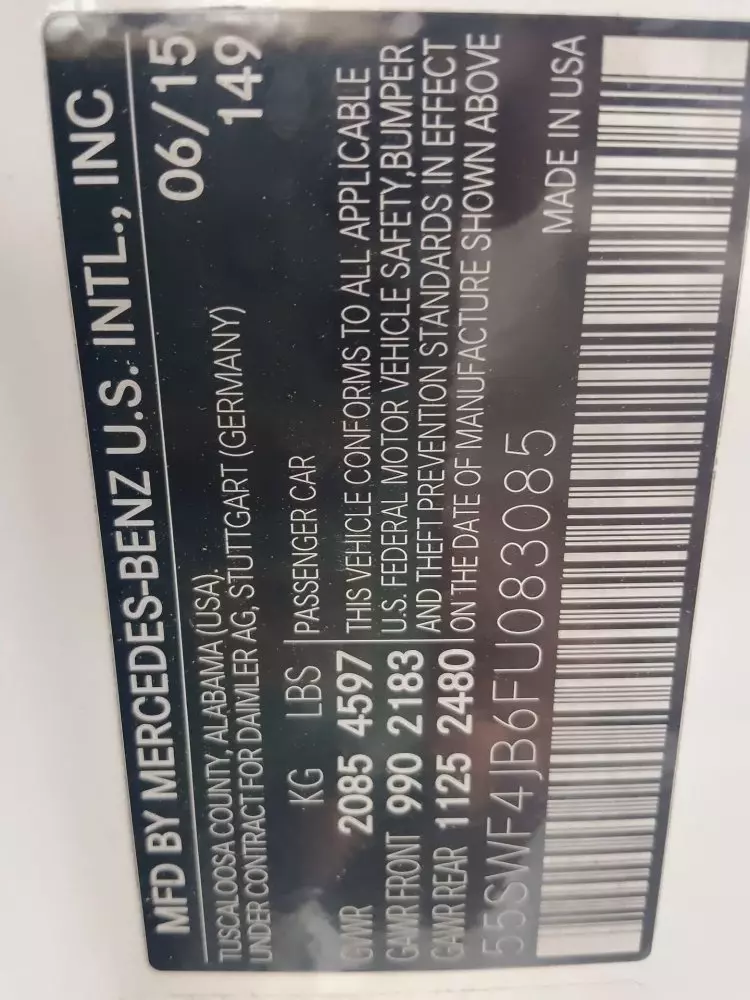 MFD BY MERCEDES-BENZ U.S. INTL., INC
TUSCALOOSA COUNTY, ALABAMA (USA). 06/15
UNDER CONTRACT FOR DAIMLER AG, STUTTGART (GERMANY) 149
KG LBS PASSENGER CAR
GVWR 2085 4597 THIS VEHICLE CONFORMS TO ALL APPLICABLE
GAWR FRONT 990 2183 U.S. FEDERAL MOTOR VEHICLE SAFETY,BUMPER
GAWR REAR 1125 2480 AND THEFT PREVENTION STANDARDS IN EFFECT
ON THE DATE OF MANUFACTURE SHOWN ABOVE
55SWF4JB6FU083085 MADE IN USA